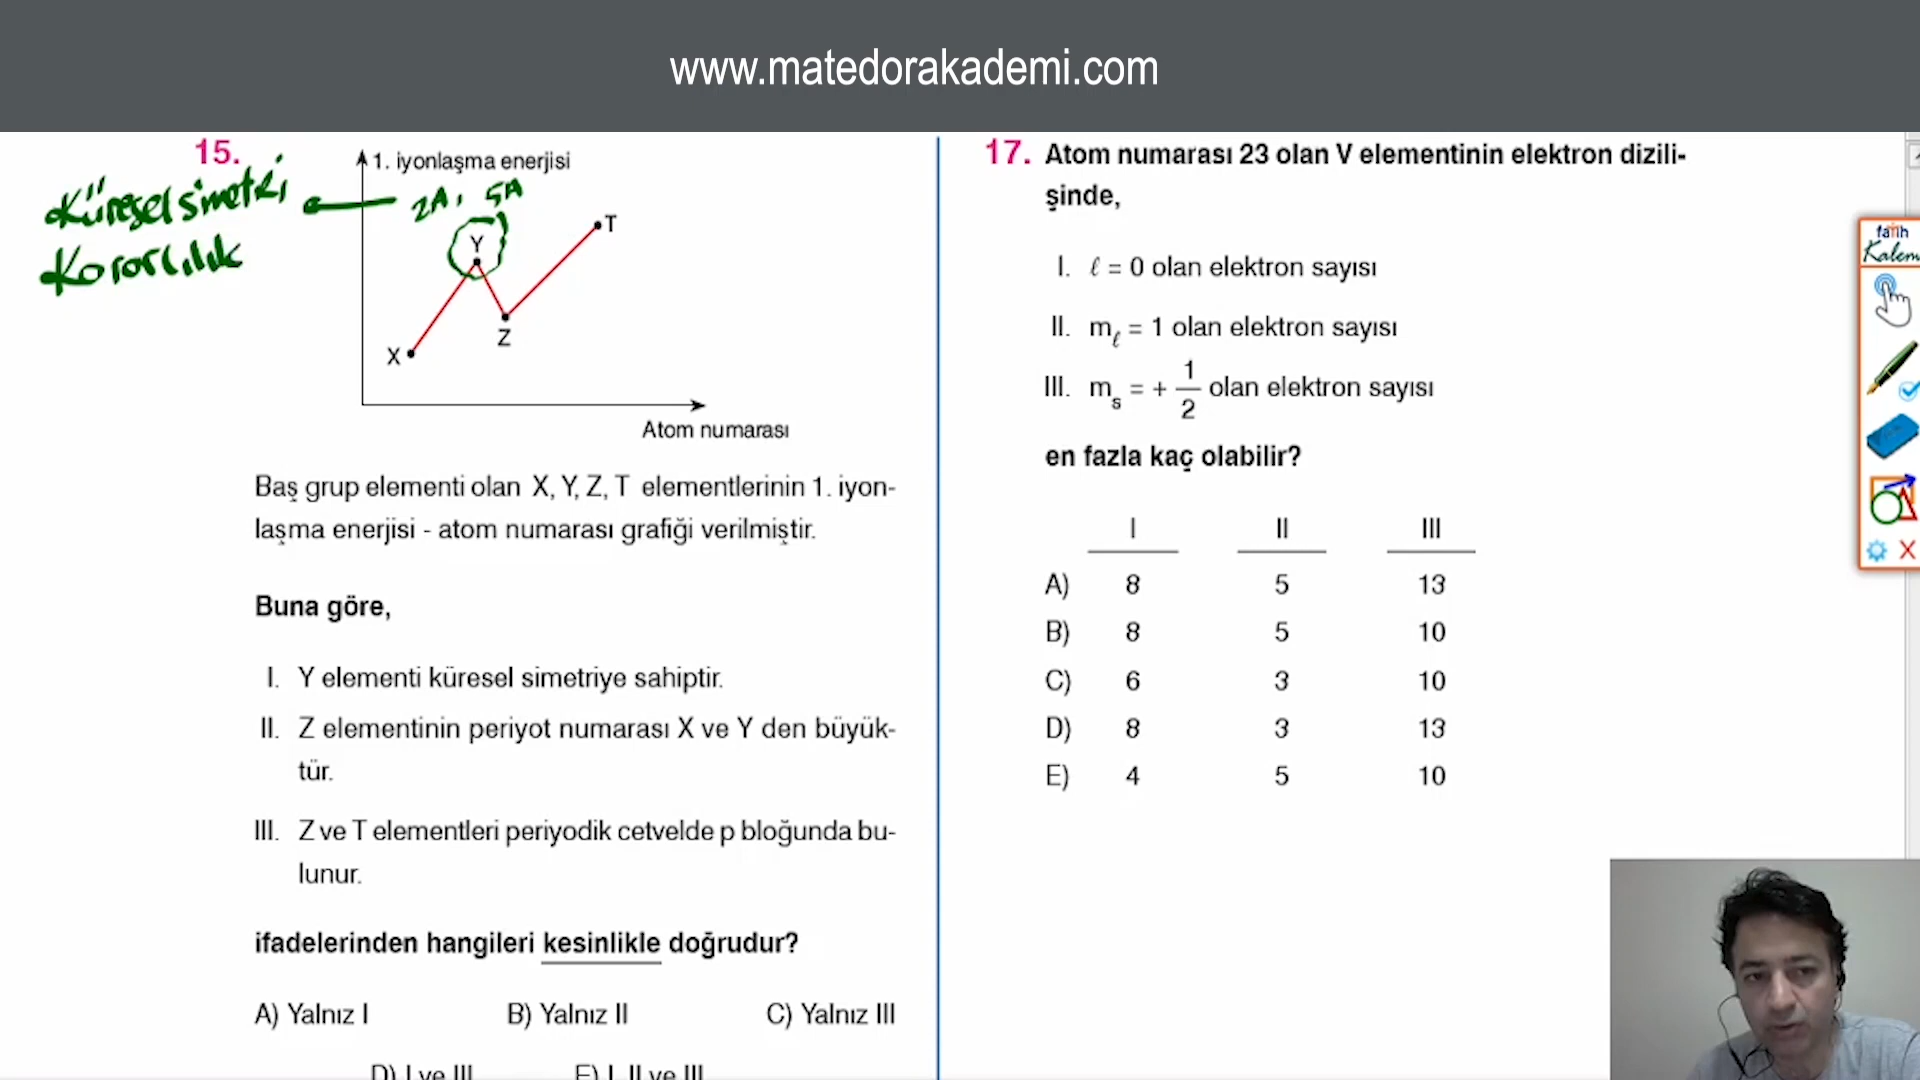 www.matedorakademi.com
15.
1. iyonlaşma enerjisi
Küresel simetri
2A, 5A
Kararlılık
Y
T
Z
X
Atom numarası
Baş grup elementi olan X, Y, Z, T elementlerinin 1. iyon-
laşma enerjisi - atom numarası grafiği verilmiştir.
Buna göre,
I. Y elementi küresel simetriye sahiptir.
II. Z elementinin periyot numarası X ve Y den büyük-
tür.
III. Z ve T elementleri periyodik cetvelde p bloğunda bu-
lunur.
ifadelerinden hangileri kesinlikle doğrudur?
A) Yalnız I B) Yalnız II C) Yalnız III
D) I ve III E) I, II ve III
17. Atom numarası 23 olan V elementinin elektron dizili-
şinde,
I. ℓ = 0 olan elektron sayısı
II. mℓ = 1 olan elektron sayısı
III. ms = + 1/2 olan elektron sayısı
en fazla kaç olabilir?
I II III
A) 8 5 13
B) 8 5 10
C) 6 3 10
D) 8 3 13
E) 4 5 10
fatih
Kalem